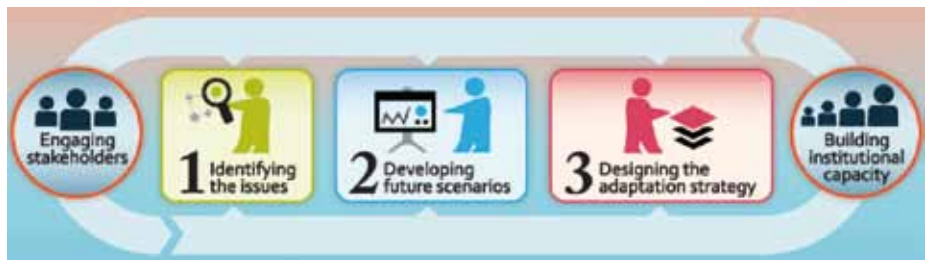 Engaging
stakeholders
1 Identifying
the issues
2 Developing
future scenarios
3 Designing the
adaptation strategy
Building
institutional
capacity